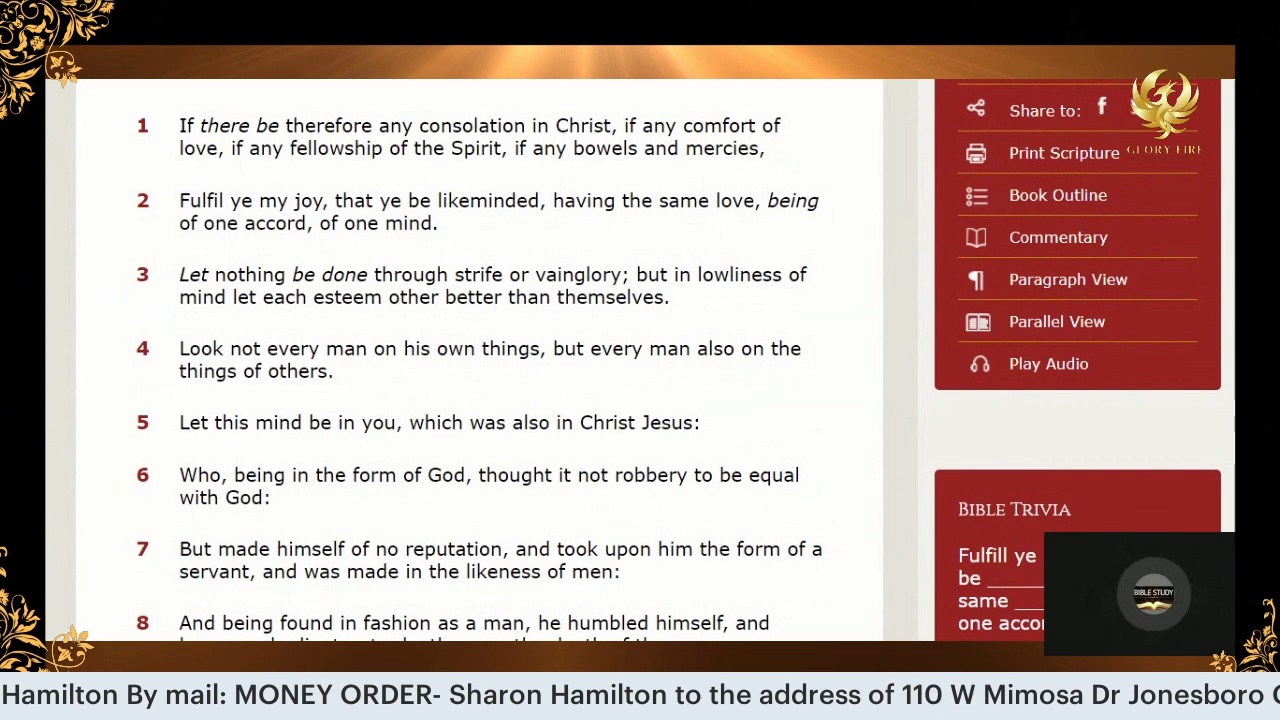 1 If there be therefore any consolation in Christ, if any comfort of
love, if any fellowship of the Spirit, if any bowels and mercies,
2 Fulfil ye my joy, that ye be likeminded, having the same love, being
of one accord, of one mind.
3 Let nothing be done through strife or vainglory; but in lowliness of
mind let each esteem other better than themselves.
4 Look not every man on his own things, but every man also on the
things of others.
5 Let this mind be in you, which was also in Christ Jesus:
6 Who, being in the form of God, thought it not robbery to be equal
with God:
7 But made himself of no reputation, and took upon him the form of a
servant, and was made in the likeness of men:
8 And being found in fashion as a man, he humbled himself, and
Share to:
GLORY FIRE
Print Scripture
Book Outline
Commentary
Paragraph View
Parallel View
Play Audio
BIBLE TRIVIA
Fulfill ye
be ______
same ___
one accor
BIBLE STUDY
Hamilton By mail: MONEY ORDER- Sharon Hamilton to the address of 110 W Mimosa Dr Jonesboro